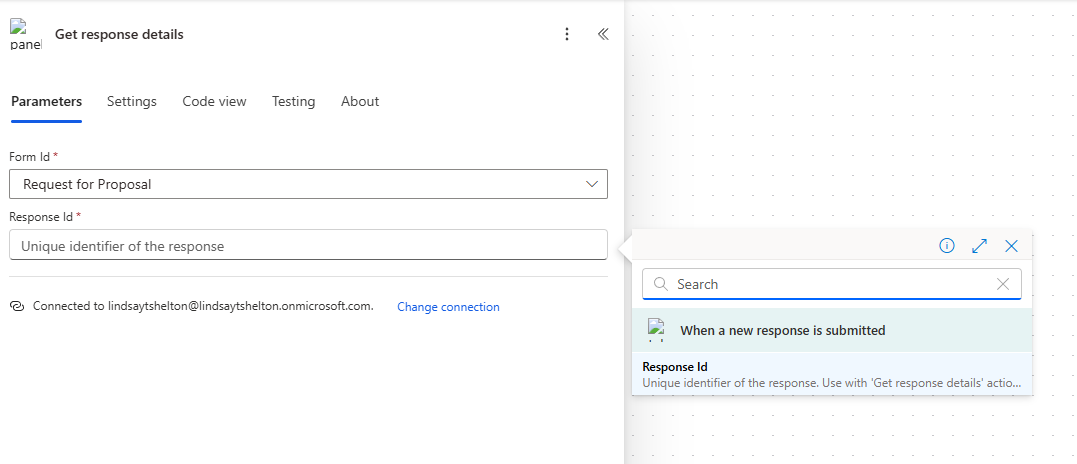 panel
Get response details
Parameters Settings Code view Testing About
Form Id *
Request for Proposal
Response Id *
Unique identifier of the response
Connected to lindsaytshelton@lindsaytshelton.onmicrosoft.com. Change connection
Search
When a new response is submitted
Response Id
Unique identifier of the response. Use with 'Get response details' actio...